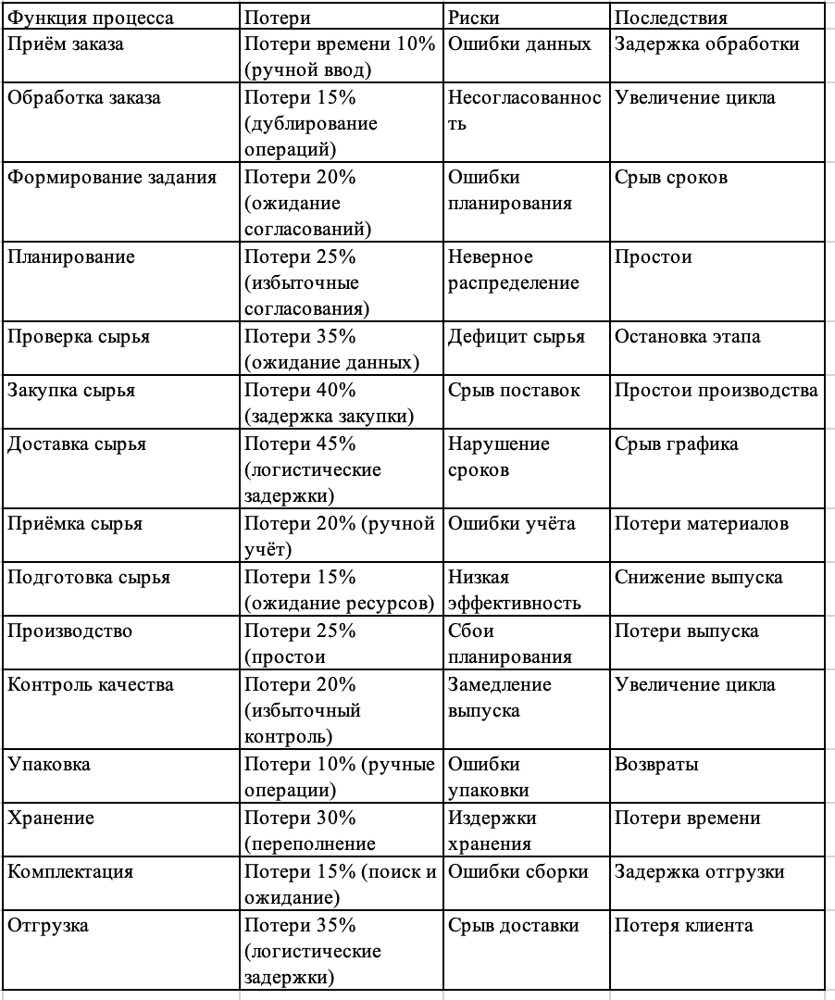 Функция процесса Потери Риски Последствия
Приём заказа Потери времени 10% Ошибки данных Задержка обработки
(ручной ввод)
Обработка заказа Потери 15% Несогласованнос Увеличение цикла
(дублирование ть
операций)
Формирование задания Потери 20% Ошибки Срыв сроков
(ожидание планирования
согласований)
Планирование Потери 25% Неверное Простои
(избыточные распределение
согласования)
Проверка сырья Потери 35% Дефицит сырья Остановка этапа
(ожидание данных)
Закупка сырья Потери 40% Срыв поставок Простои производства
(задержка закупки)
Доставка сырья Потери 45% Нарушение Срыв графика
(логистические сроков
задержки)
Приёмка сырья Потери 20% (ручной Ошибки учёта Потери материалов
учёт)
Подготовка сырья Потери 15% Низкая Снижение выпуска
(ожидание ресурсов) эффективность
Производство Потери 25% Сбои Потери выпуска
(простои планирования
Контроль качества Потери 20% Замедление Увеличение цикла
(избыточный выпуска
контроль)
Упаковка Потери 10% (ручные Ошибки Возвраты
операции) упаковки
Хранение Потери 30% Издержки Потери времени
(переполнение хранения
Комплектация Потери 15% (поиск и Ошибки сборки Задержка отгрузки
ожидание)
Отгрузка Потери 35% Срыв доставки Потеря клиента
(логистические
задержки)